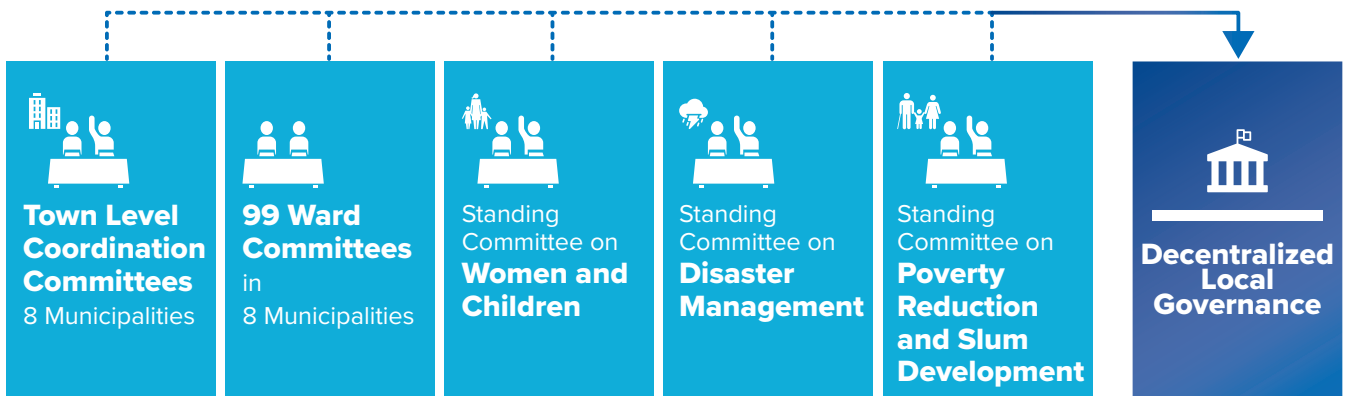 Town Level
Coordination
Committees
8 Municipalities
99 Ward
Committees
in
8 Municipalities
Standing
Committee on
Women and
Children
Standing
Committee on
Disaster
Management
Standing
Committee on
Poverty
Reduction
and Slum
Development
Decentralized
Local
Governance